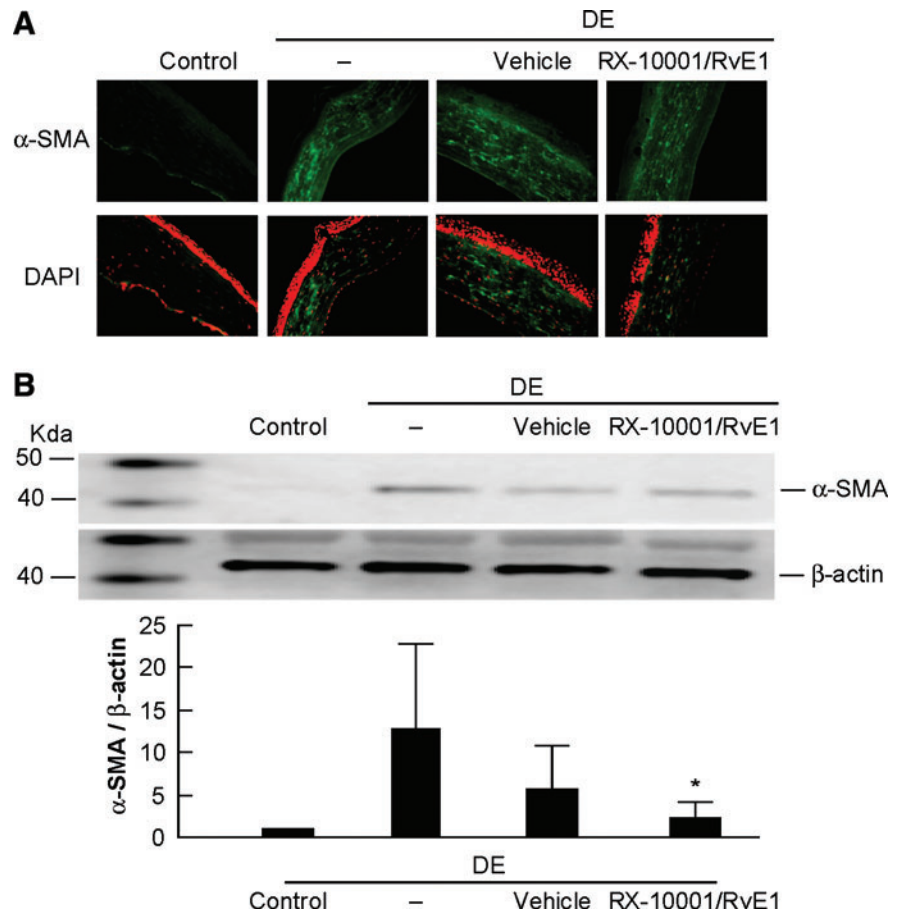 A
DE
Control – Vehicle RX-10001/RvE1
α-SMA
DAPI
B
DE
Kda Control – Vehicle RX-10001/RvE1
50
40 α-SMA
40 β-actin
α-SMA / β-actin
25
20
15
10
5
0
*
DE
Control – Vehicle RX-10001/RvE1